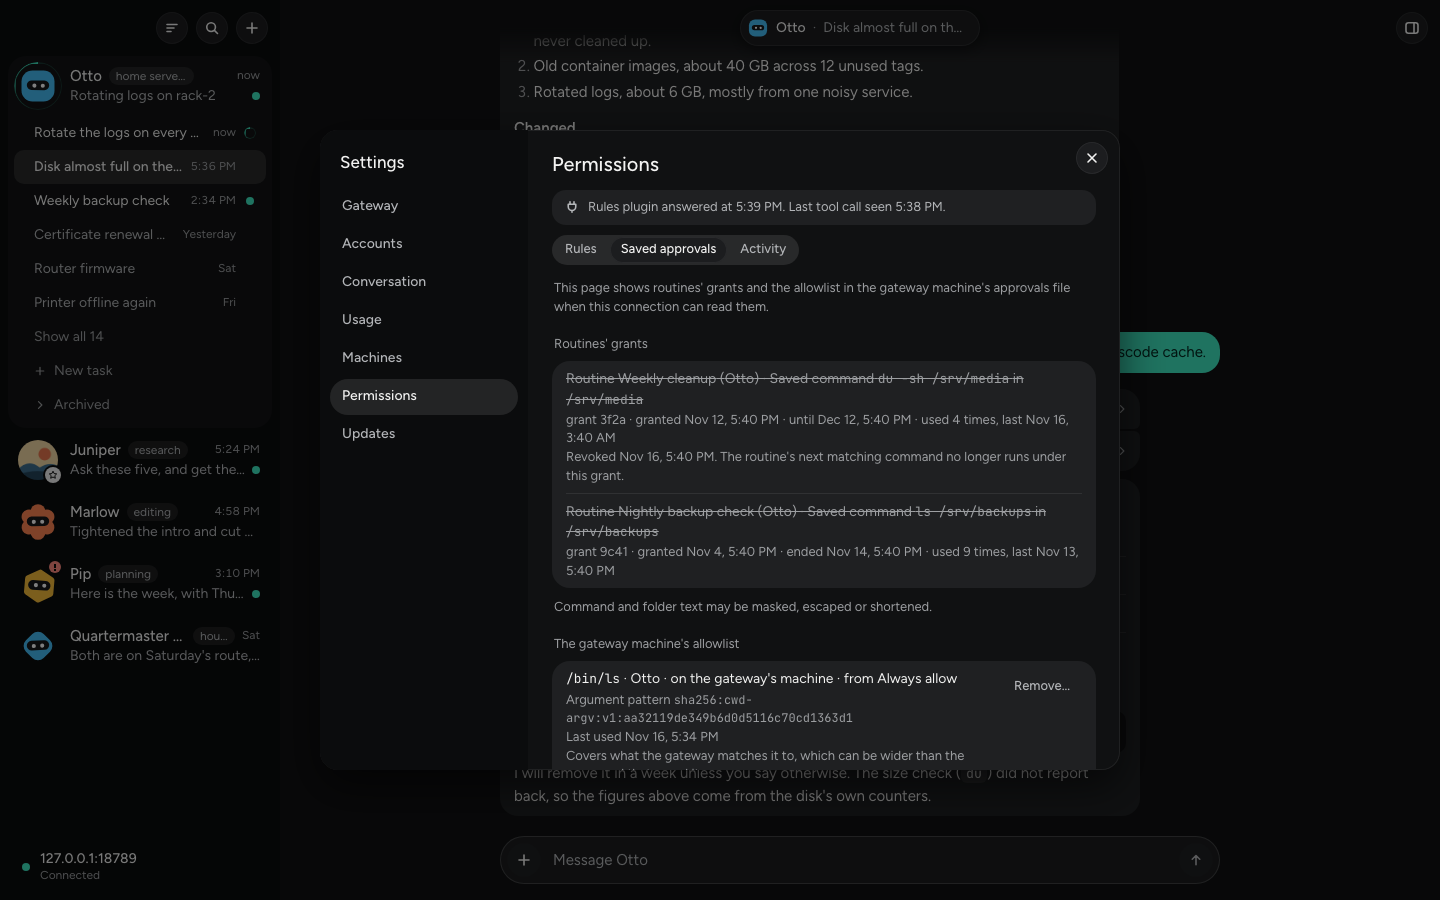 Otto · Disk almost full on th...
Otto home serve... now
Rotating logs on rack-2
Rotate the logs on every ... now
Disk almost full on the... 5:36 PM
Weekly backup check 2:34 PM
Certificate renewal ... Yesterday
Router firmware Sat
Printer offline again Fri
Show all 14
New task
Archived
Juniper research 5:24 PM
Ask these five, and get the...
Marlow editing 4:58 PM
Tightened the intro and cut ...
Pip planning 3:10 PM
Here is the week, with Thu...
Quartermaster ... hou... Sat
Both are on Saturday's route,...
127.0.0.1:18789
Connected
never cleaned up.
2. Old container images, about 40 GB across 12 unused tags.
3. Rotated logs, about 6 GB, mostly from one noisy service.
Changed
scode cache.
Settings
Gateway
Accounts
Conversation
Usage
Machines
Permissions
Updates
Permissions
Rules plugin answered at 5:39 PM. Last tool call seen 5:38 PM.
Rules Saved approvals Activity
This page shows routines' grants and the allowlist in the gateway machine's approvals file
when this connection can read them.
Routines' grants
Routine Weekly cleanup (Otto) · Saved command du -sh /srv/media in
/srv/media
grant 3f2a · granted Nov 12, 5:40 PM · until Dec 12, 5:40 PM · used 4 times, last Nov 16,
3:40 AM
Revoked Nov 16, 5:40 PM. The routine's next matching command no longer runs under
this grant.
Routine Nightly backup check (Otto) · Saved command ls /srv/backups in
/srv/backups
grant 9c41 · granted Nov 4, 5:40 PM · ended Nov 14, 5:40 PM · used 9 times, last Nov 13,
5:40 PM
Command and folder text may be masked, escaped or shortened.
The gateway machine's allowlist
/bin/ls · Otto · on the gateway's machine · from Always allow
Remove...
Argument pattern sha256:cwd-
argv:v1:aa32119de349b6d0d5116c70cd1363d1
Last used Nov 16, 5:34 PM
Covers what the gateway matches it to, which can be wider than the
I will remove it in a week unless you say otherwise. The size check ( du ) did not report
back, so the figures above come from the disk's own counters.
Message Otto